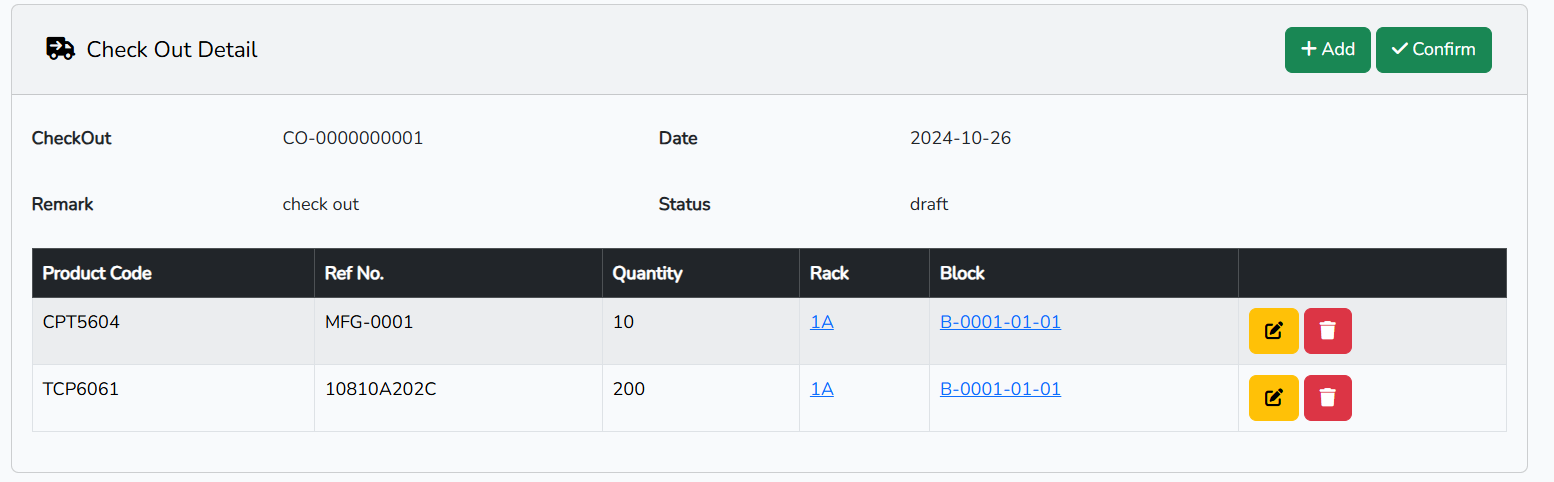 Check Out Detail
Add
Confirm
CheckOut CO-0000000001 Date 2024-10-26
Remark check out Status draft
Product Code Ref No. Quantity Rack Block
CPT5604 MFG-0001 10 1A B-0001-01-01
TCP6061 10810A202C 200 1A B-0001-01-01